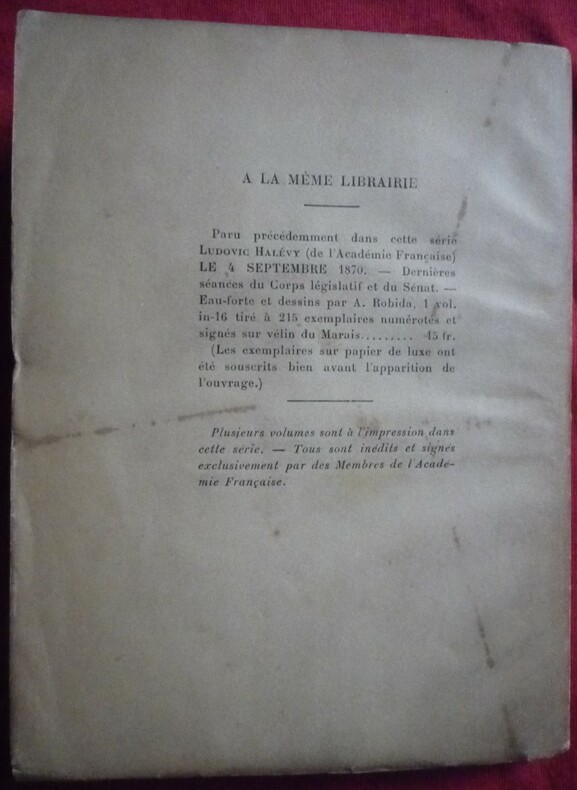 A LA MÊME LIBRAIRIE
Paru précédemment dans cette série
LUDOVIC HALÉVY (de l'Académie Française)
LE 4 SEPTEMBRE 1870. — Dernières
séances du Corps législatif et du Sénat. —
Eau-forte et dessins par A. Robida, 1 vol.
in-16 tiré à 215 exemplaires numérotés et
signés sur vélin du Marais......... 15 fr.
(Les exemplaires sur papier de luxe ont
été souscrits bien avant l'apparition de
l'ouvrage.)
Plusieurs volumes sont à l'impression dans
cette série. — Tous sont inédits et signés
exclusivement par des Membres de l'Acadé-
mie Française.